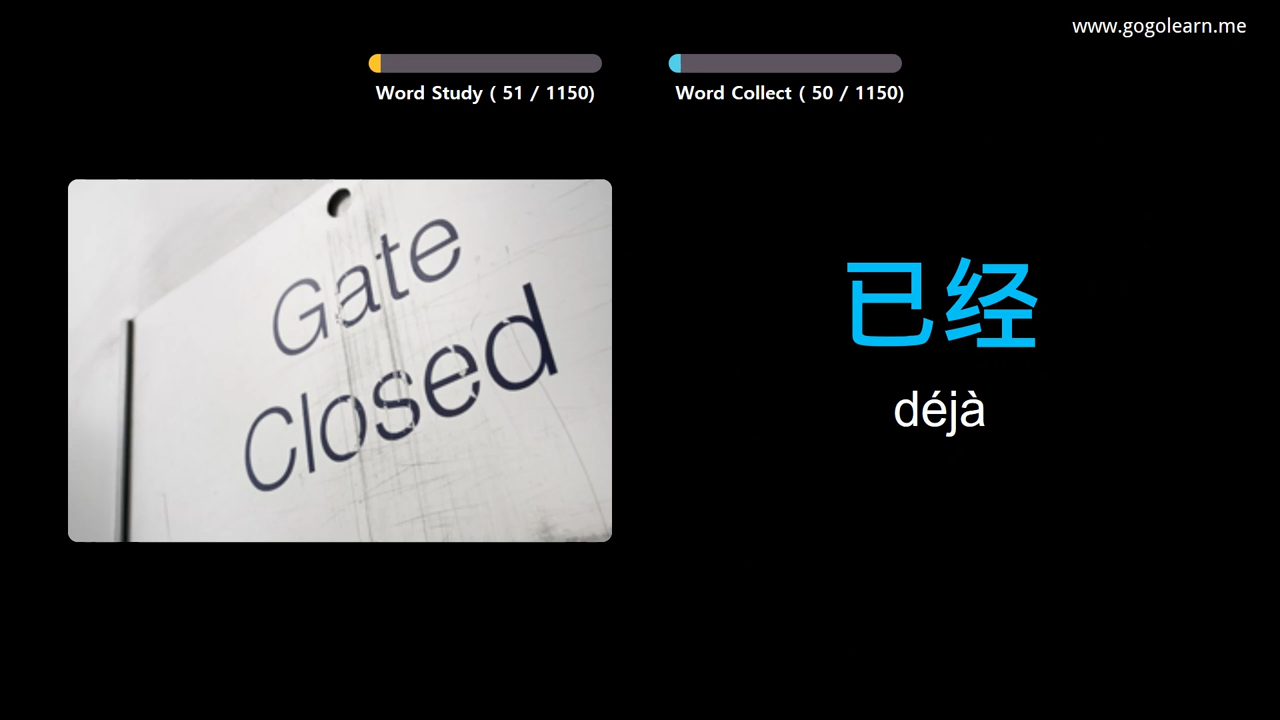 www.gogolearn.me
Word Study ( 51 / 1150)
Word Collect ( 50 / 1150)
Gate
Closed
已经
déjà